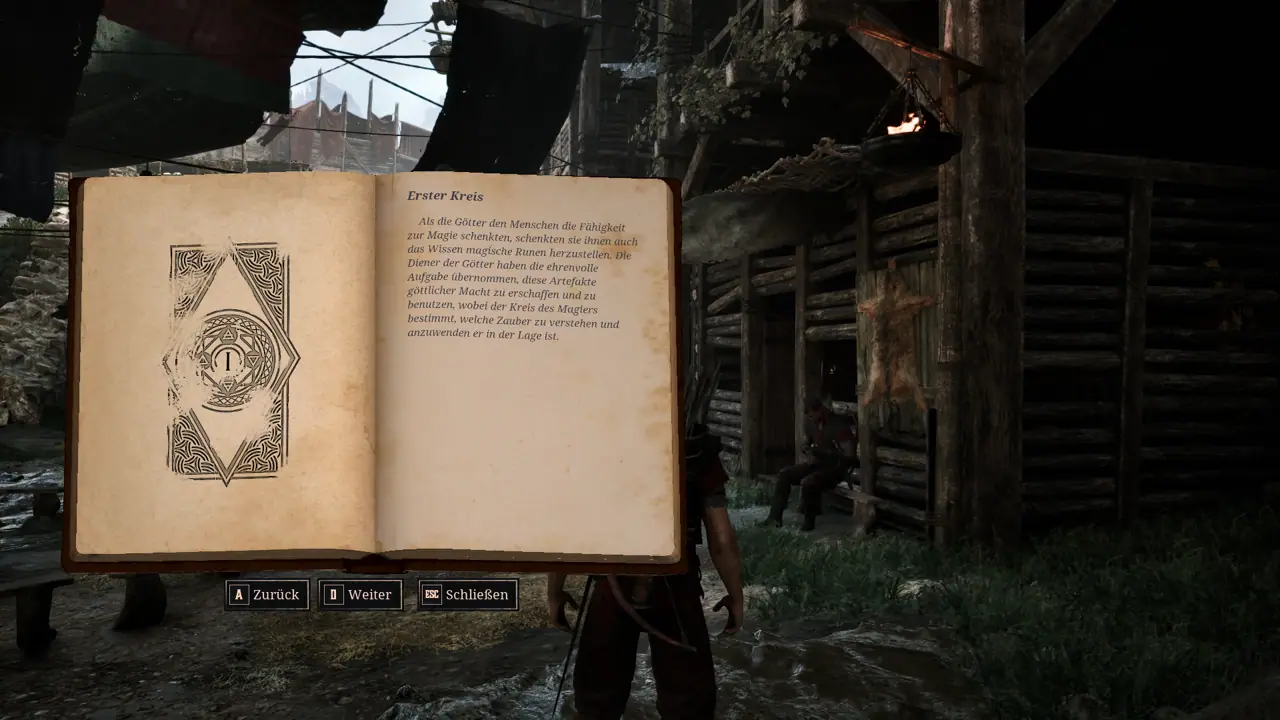 I
Erster Kreis
Als die Götter den Menschen die Fähigkeit
zur Magie schenkten, schenkten sie ihnen auch
das Wissen magische Runen herzustellen. Die
Diener der Götter haben die ehrenvolle
Aufgabe übernommen, diese Artefakte
göttlicher Macht zu erschaffen und zu
benutzen, wobei der Kreis des Magiers
bestimmt, welche Zauber zu verstehen und
anzuwenden er in der Lage ist.
A Zurück D Weiter ESC Schließen